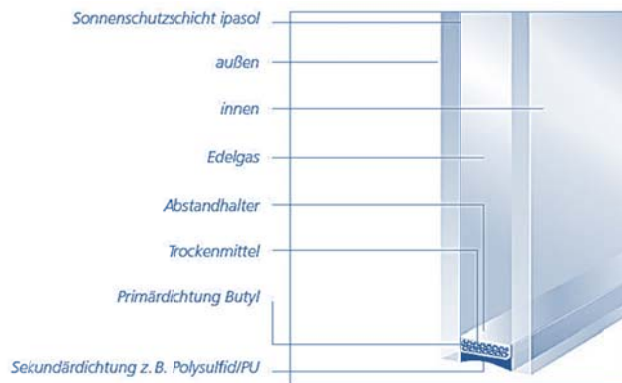 Sonnenschutzschicht ipasol
außen
innen
Edelgas
Abstandhalter
Trockenmittel
Primärdichtung Butyl
Sekundärdichtung z. B. Polysulfid/PU